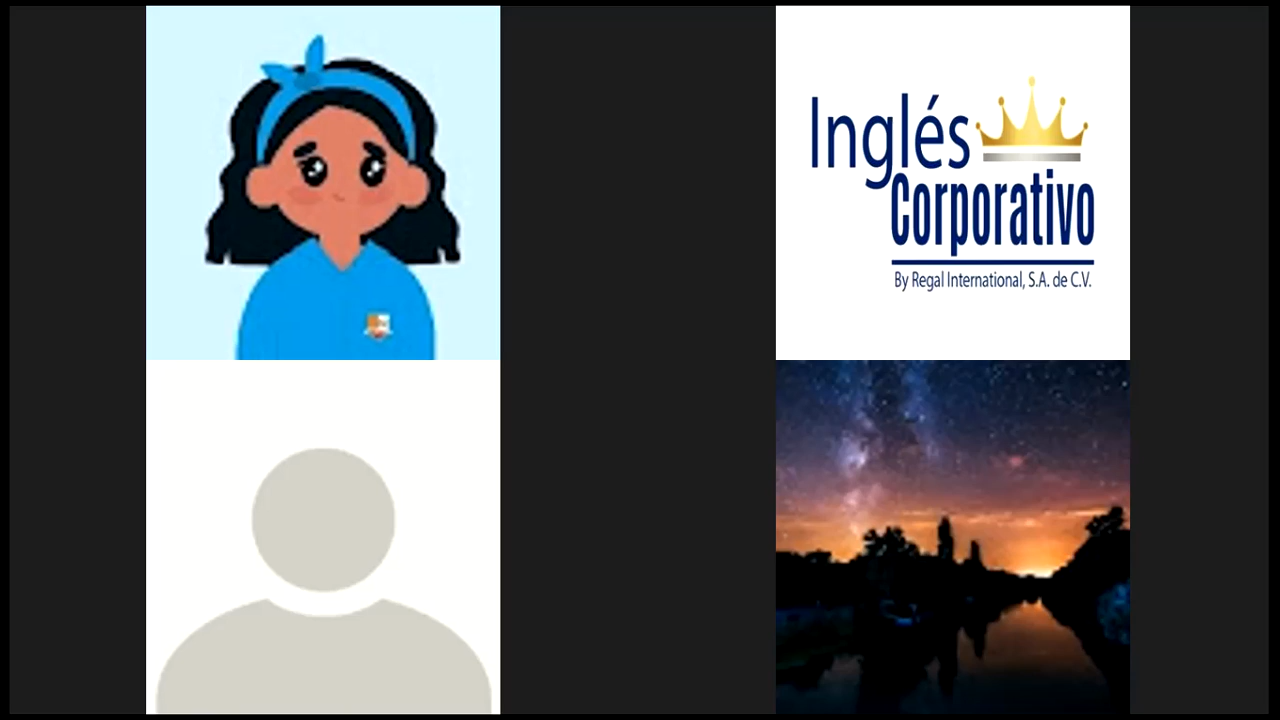 Inglés
Corporativo
By Regal International, S.A. de C.V.